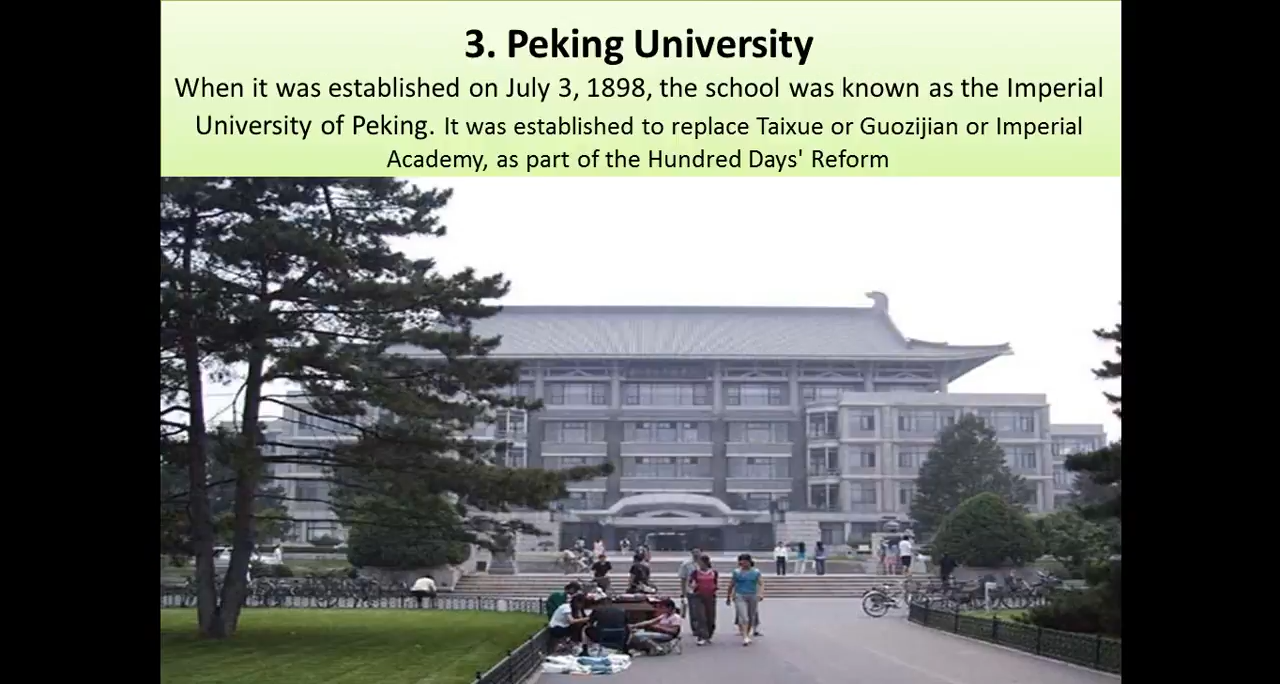 3. Peking University
When it was established on July 3, 1898, the school was known as the Imperial
University of Peking. It was established to replace Taixue or Guozijian or Imperial
Academy, as part of the Hundred Days' Reform